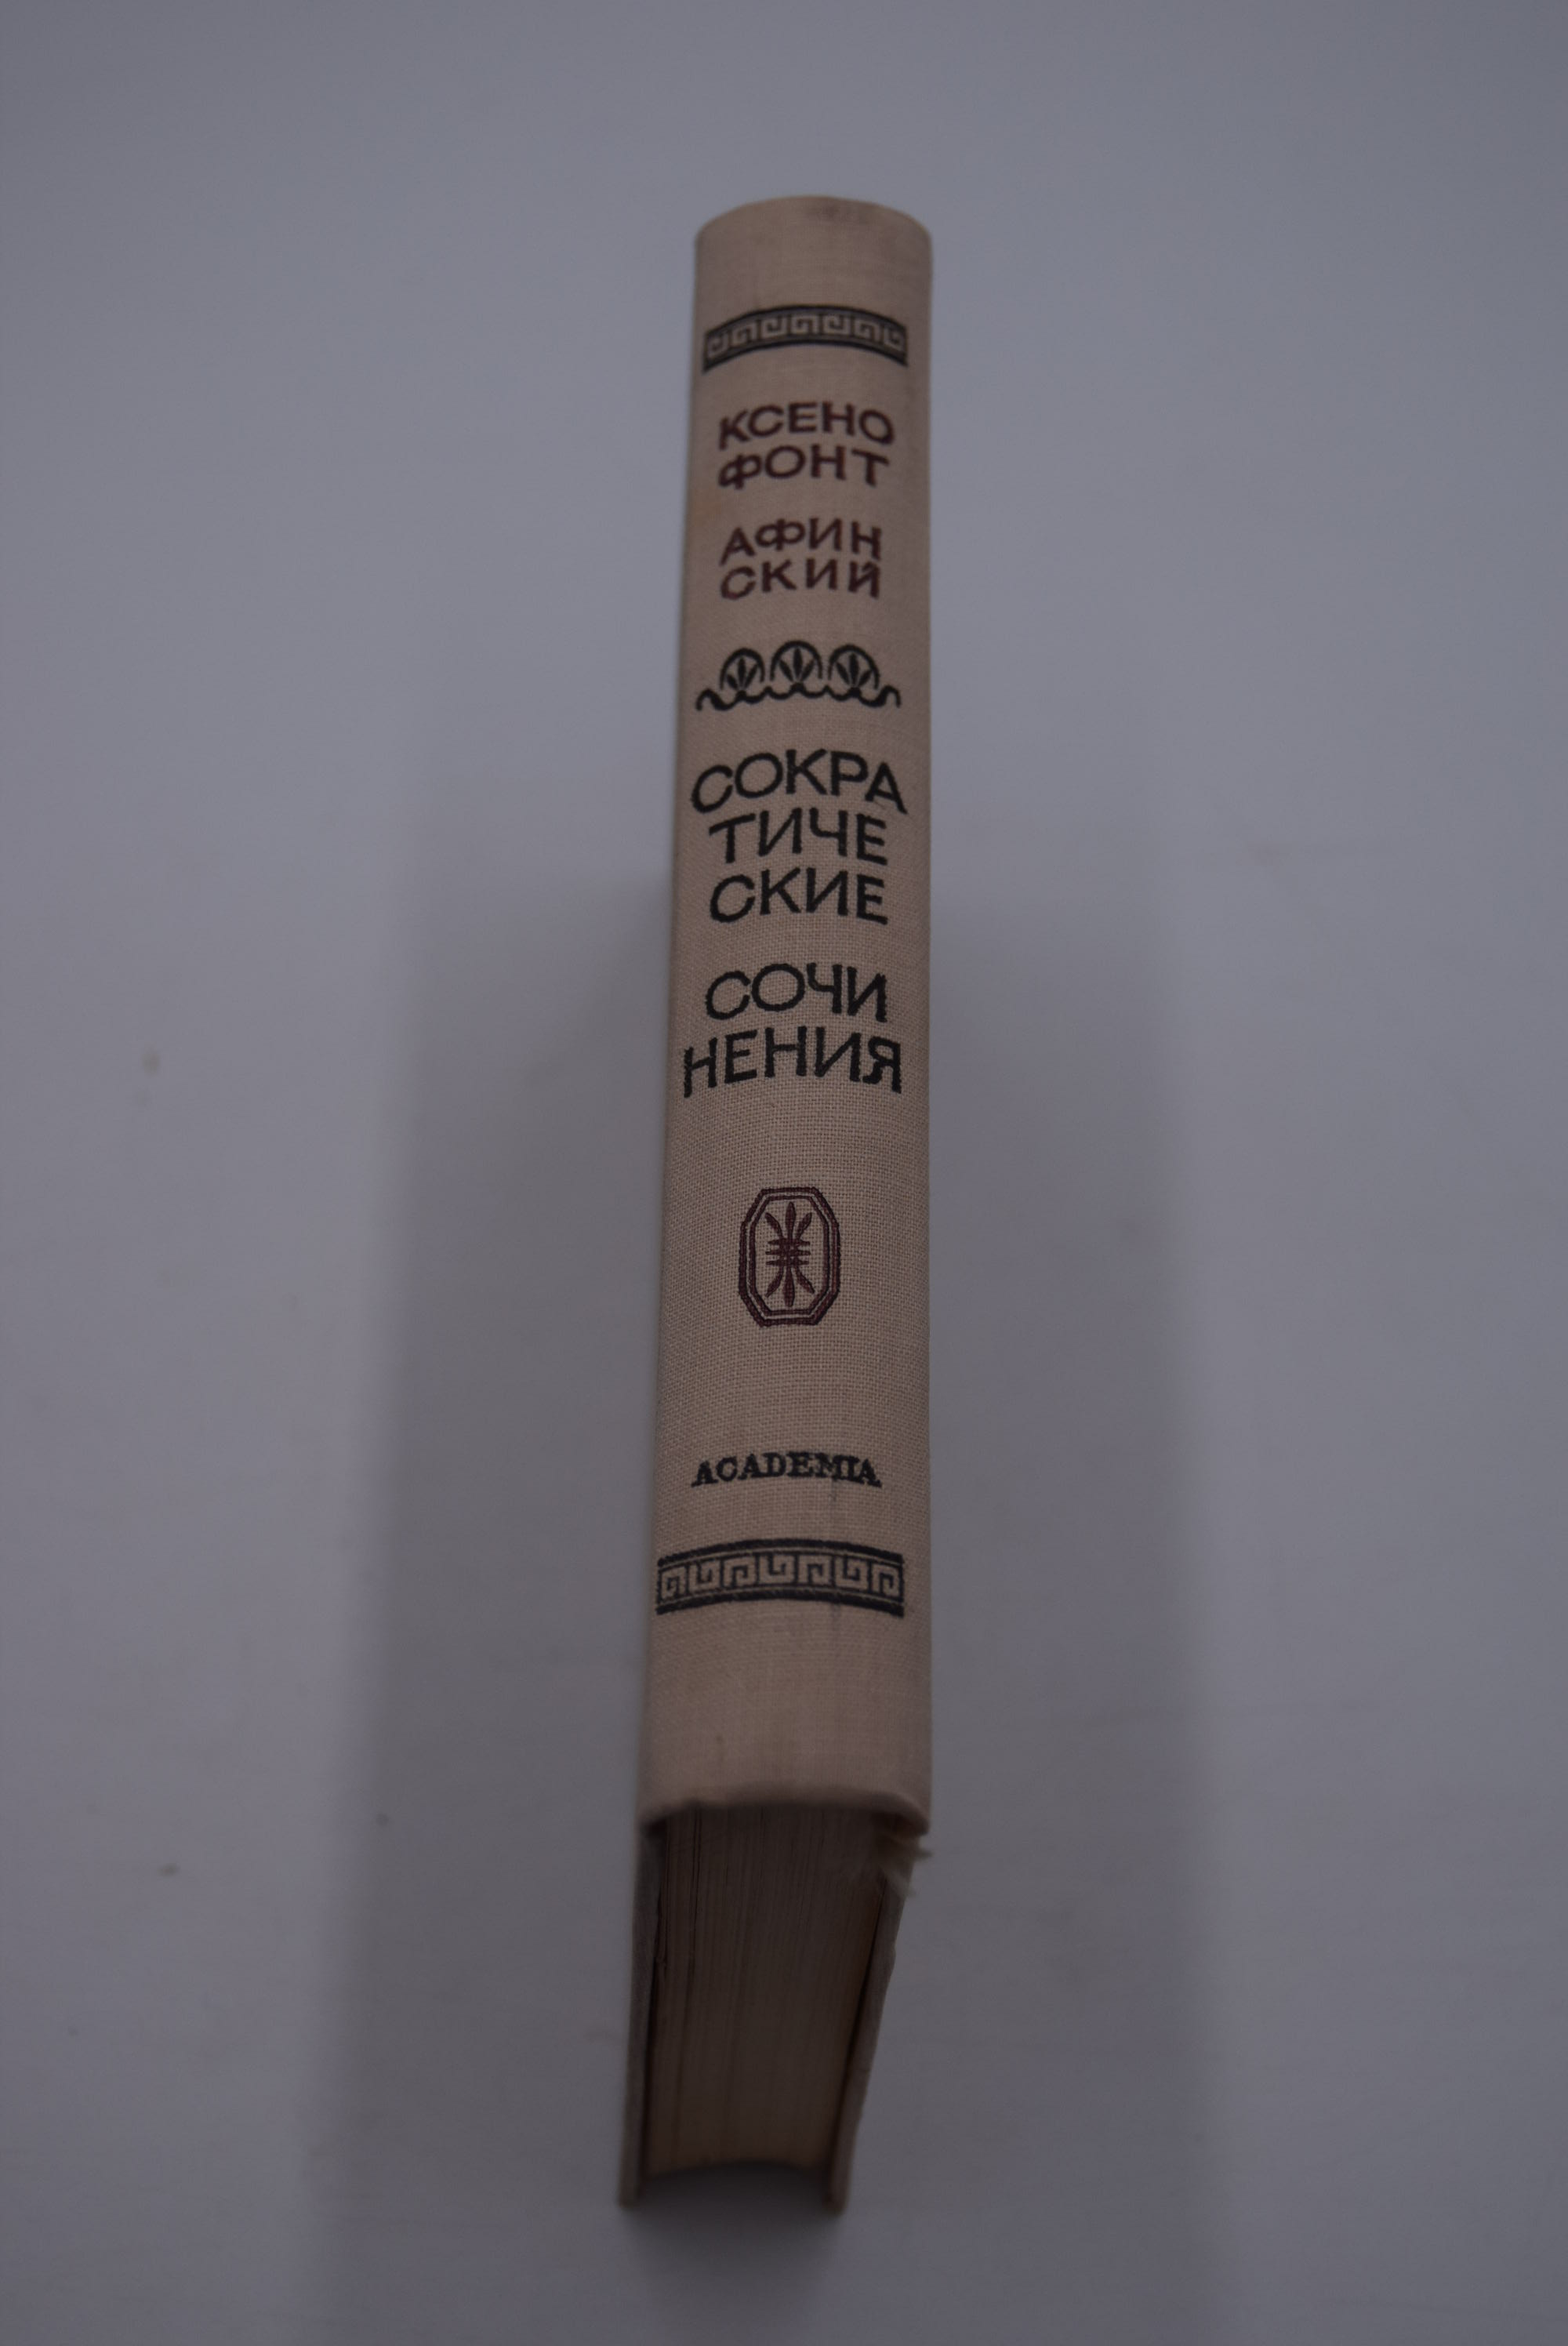 КСЕНО
ФОНТ
АФИН
СКИЙ
СОКРА
ТИЧЕ
СКИЕ
СОЧИ
НЕНИЯ
ACADEMIA